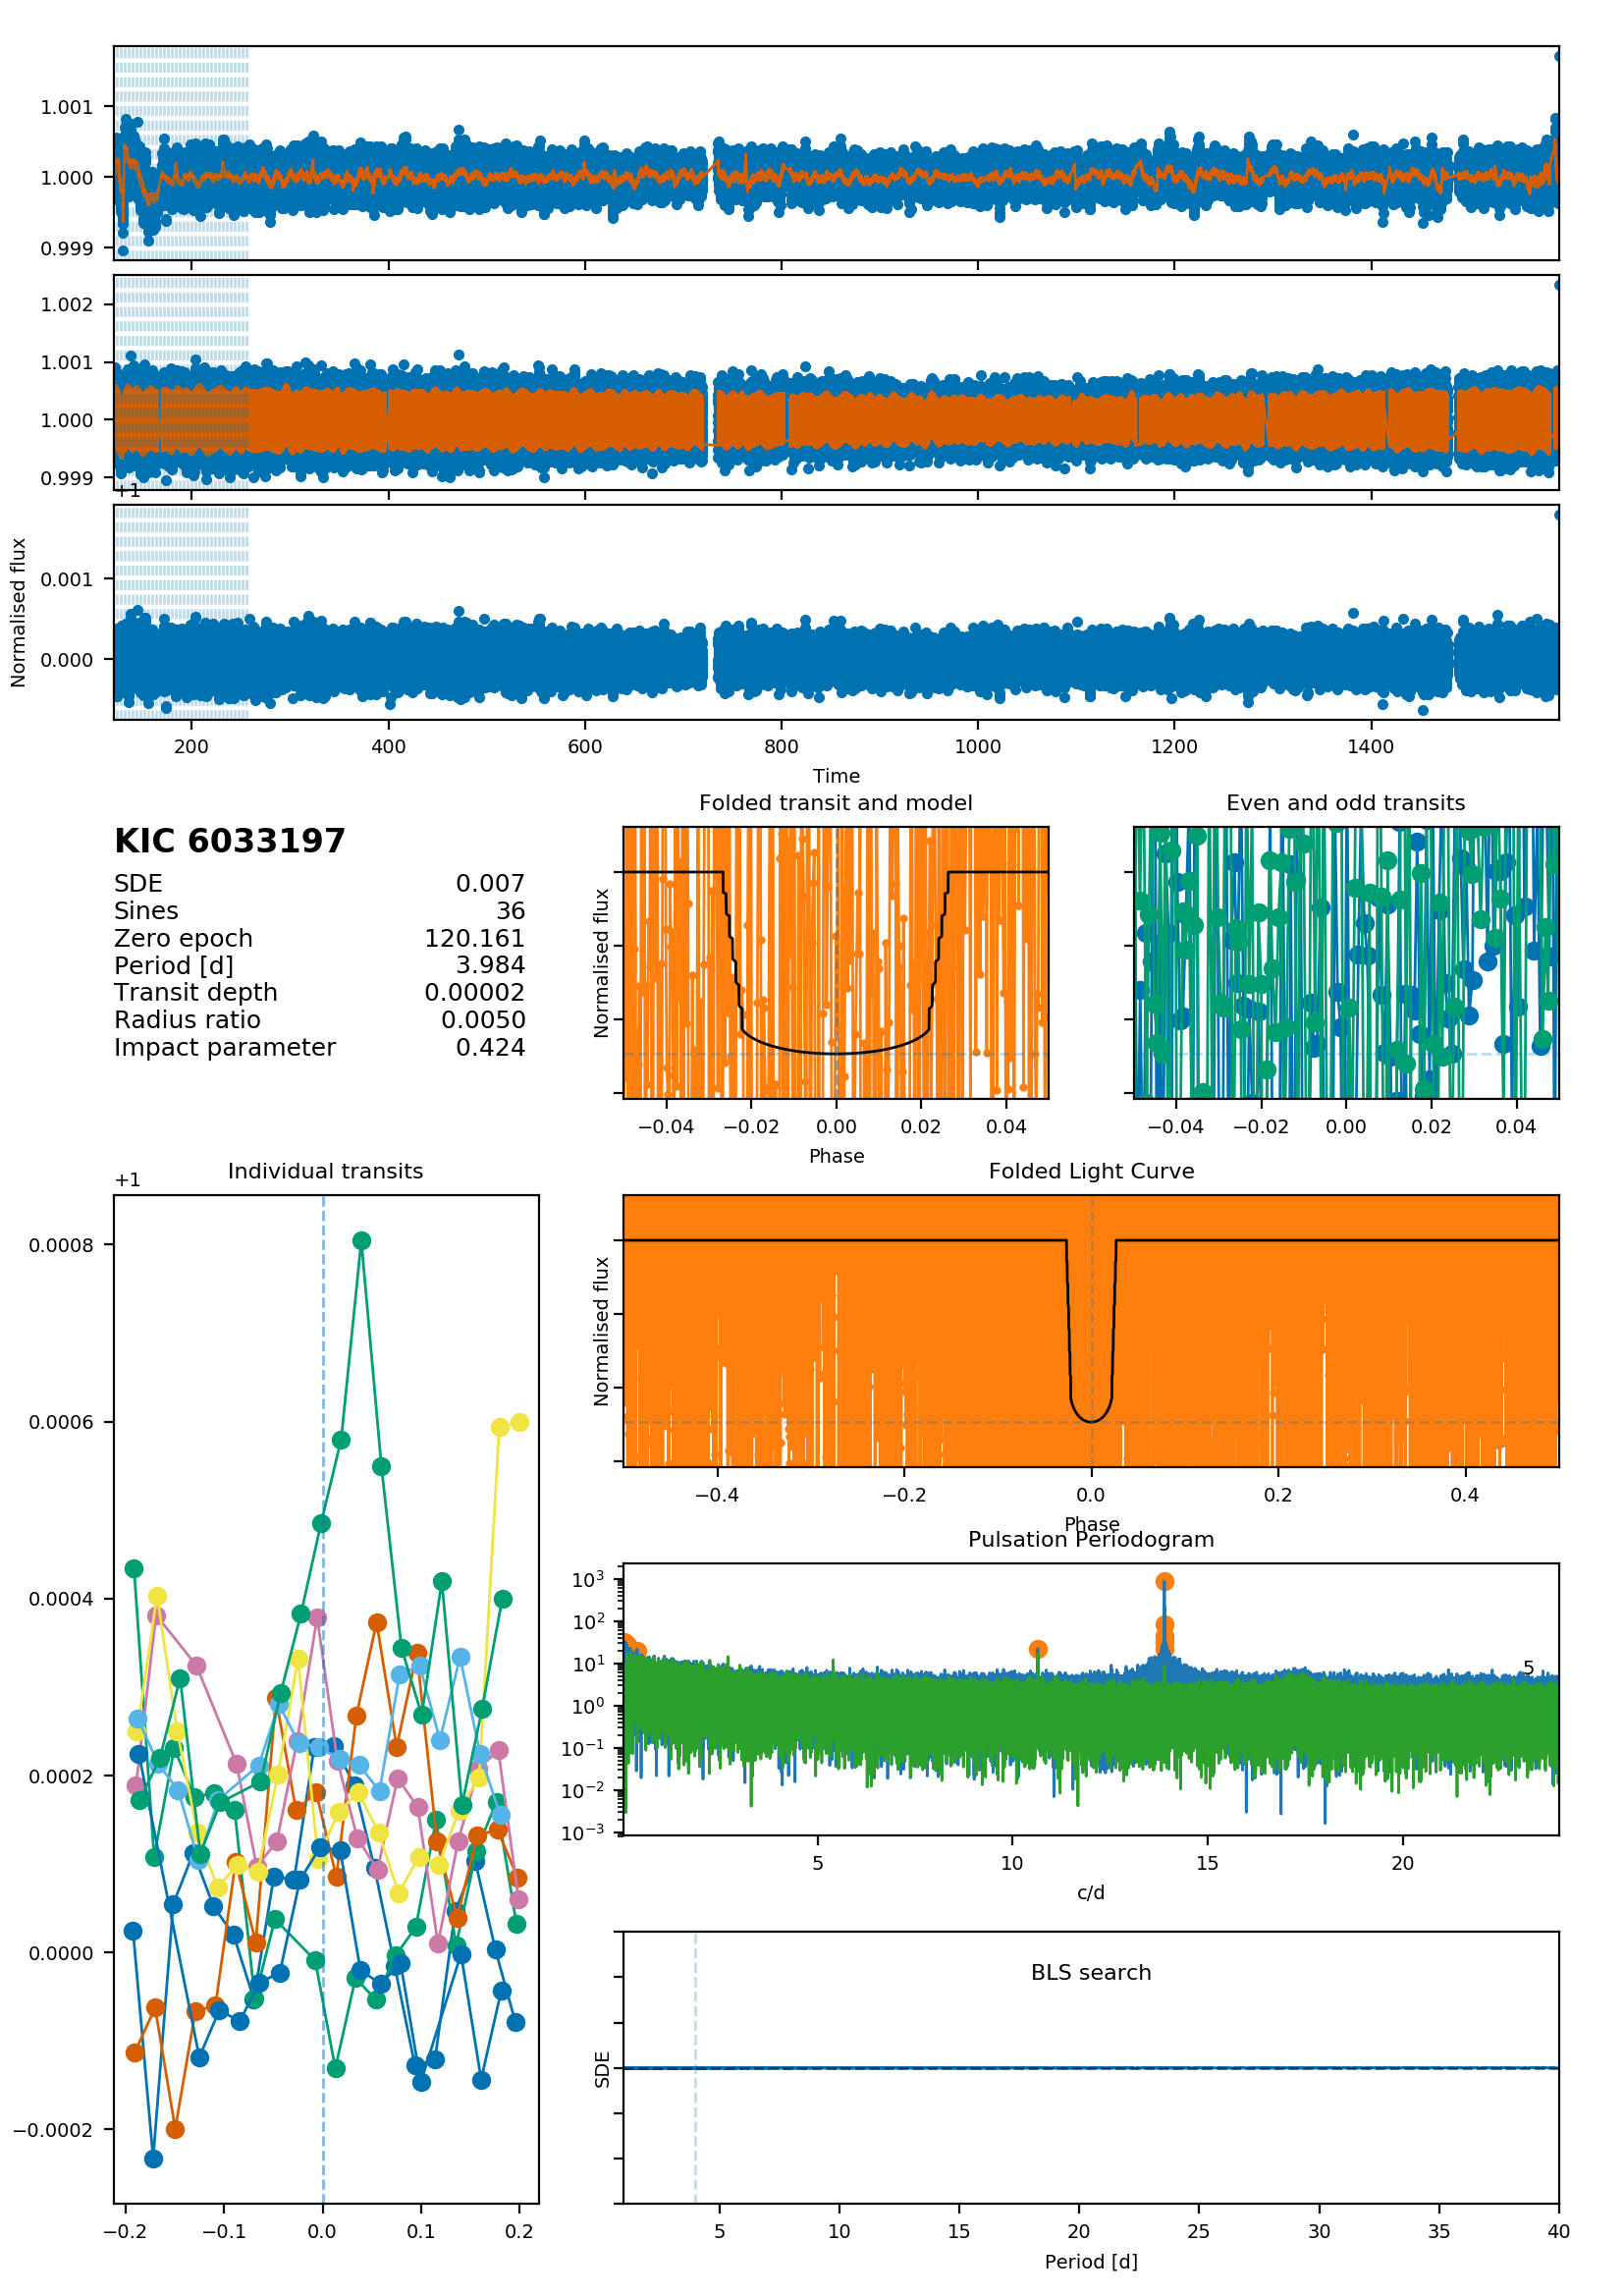 1.001
1.000
0.999
1.002
1.001
1.000
0.999
+1
0.001
0.000
Normalised flux
200 400 600 800 1000 1200 1400
Time
KIC 6033197
SDE 0.007
Sines 36
Zero epoch 120.161
Period [d] 3.984
Transit depth 0.00002
Radius ratio 0.0050
Impact parameter 0.424
Folded transit and model
Normalised flux
−0.04 −0.02 0.00 0.02 0.04
Phase
Even and odd transits
−0.04 −0.02 0.00 0.02 0.04
Individual transits
+1
0.0008
0.0006
0.0004
0.0002
0.0000
−0.0002
−0.2 −0.1 0.0 0.1 0.2
Folded Light Curve
Normalised flux
−0.4 −0.2 0.0 0.2 0.4
Phase
Pulsation Periodogram
10³
10²
10¹
10⁰
10⁻¹
10⁻²
10⁻³
5
5 10 15 20
c/d
BLS search
SDE
5 10 15 20 25 30 35 40
Period [d]